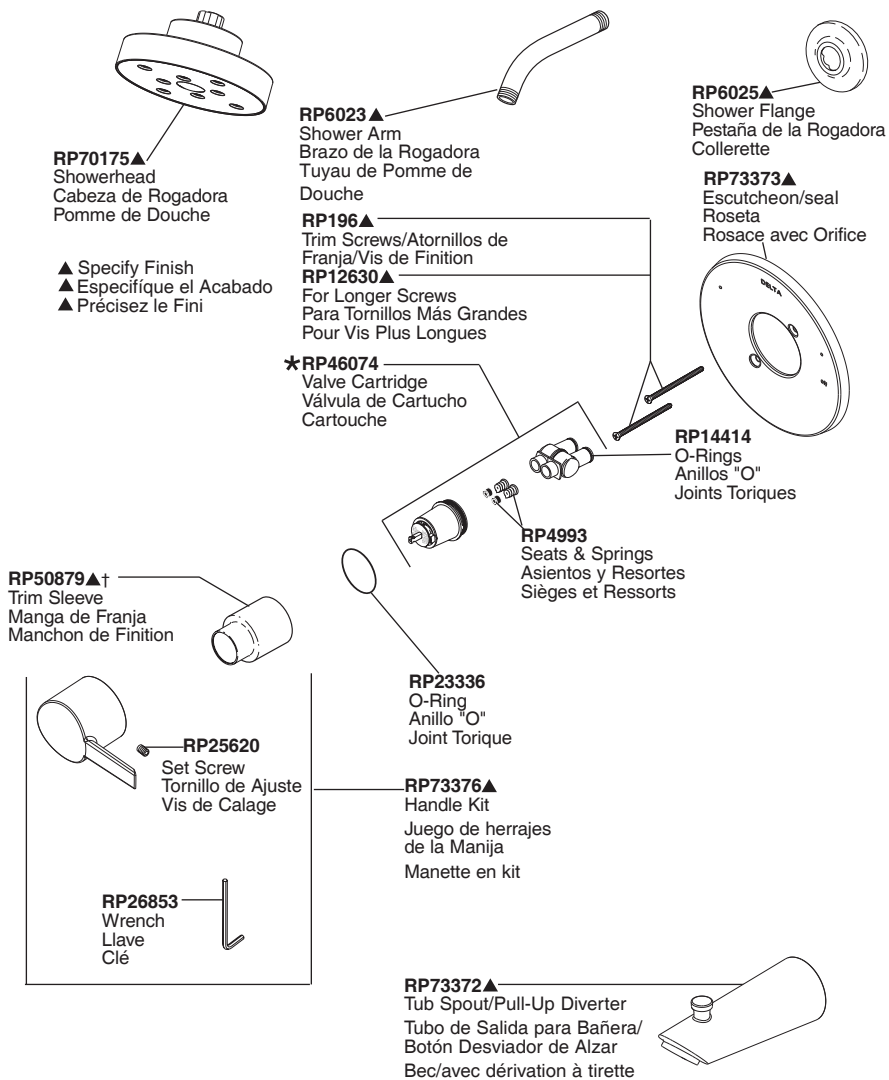 RP70175▲
Showerhead
Cabeza de Rogadora
Pomme de Douche
▲ Specify Finish
▲ Especifíque el Acabado
▲ Précisez le Fini
RP6023▲
Shower Arm
Brazo de la Rogadora
Tuyau de Pomme de
Douche
RP6025▲
Shower Flange
Pestaña de la Rogadora
Collerette
RP73373▲
Escutcheon/seal
Roseta
Rosace avec Orifice
DELTA
RP196▲
Trim Screws/Atornillos de
Franja/Vis de Finition
RP12630▲
For Longer Screws
Para Tornillos Más Grandes
Pour Vis Plus Longues
*RP46074
Valve Cartridge
Válvula de Cartucho
Cartouche
RP14414
O-Rings
Anillos "O"
Joints Toriques
RP4993
Seats & Springs
Asientos y Resortes
Sièges et Ressorts
RP50879▲†
Trim Sleeve
Manga de Franja
Manchon de Finition
RP23336
O-Ring
Anillo "O"
Joint Torique
RP25620
Set Screw
Tornillo de Ajuste
Vis de Calage
RP73376▲
Handle Kit
Juego de herrajes
de la Manija
Manette en kit
RP26853
Wrench
Llave
Clé
RP73372▲
Tub Spout/Pull-Up Diverter
Tubo de Salida para Bañera/
Botón Desviador de Alzar
Bec/avec dérivation à tirette